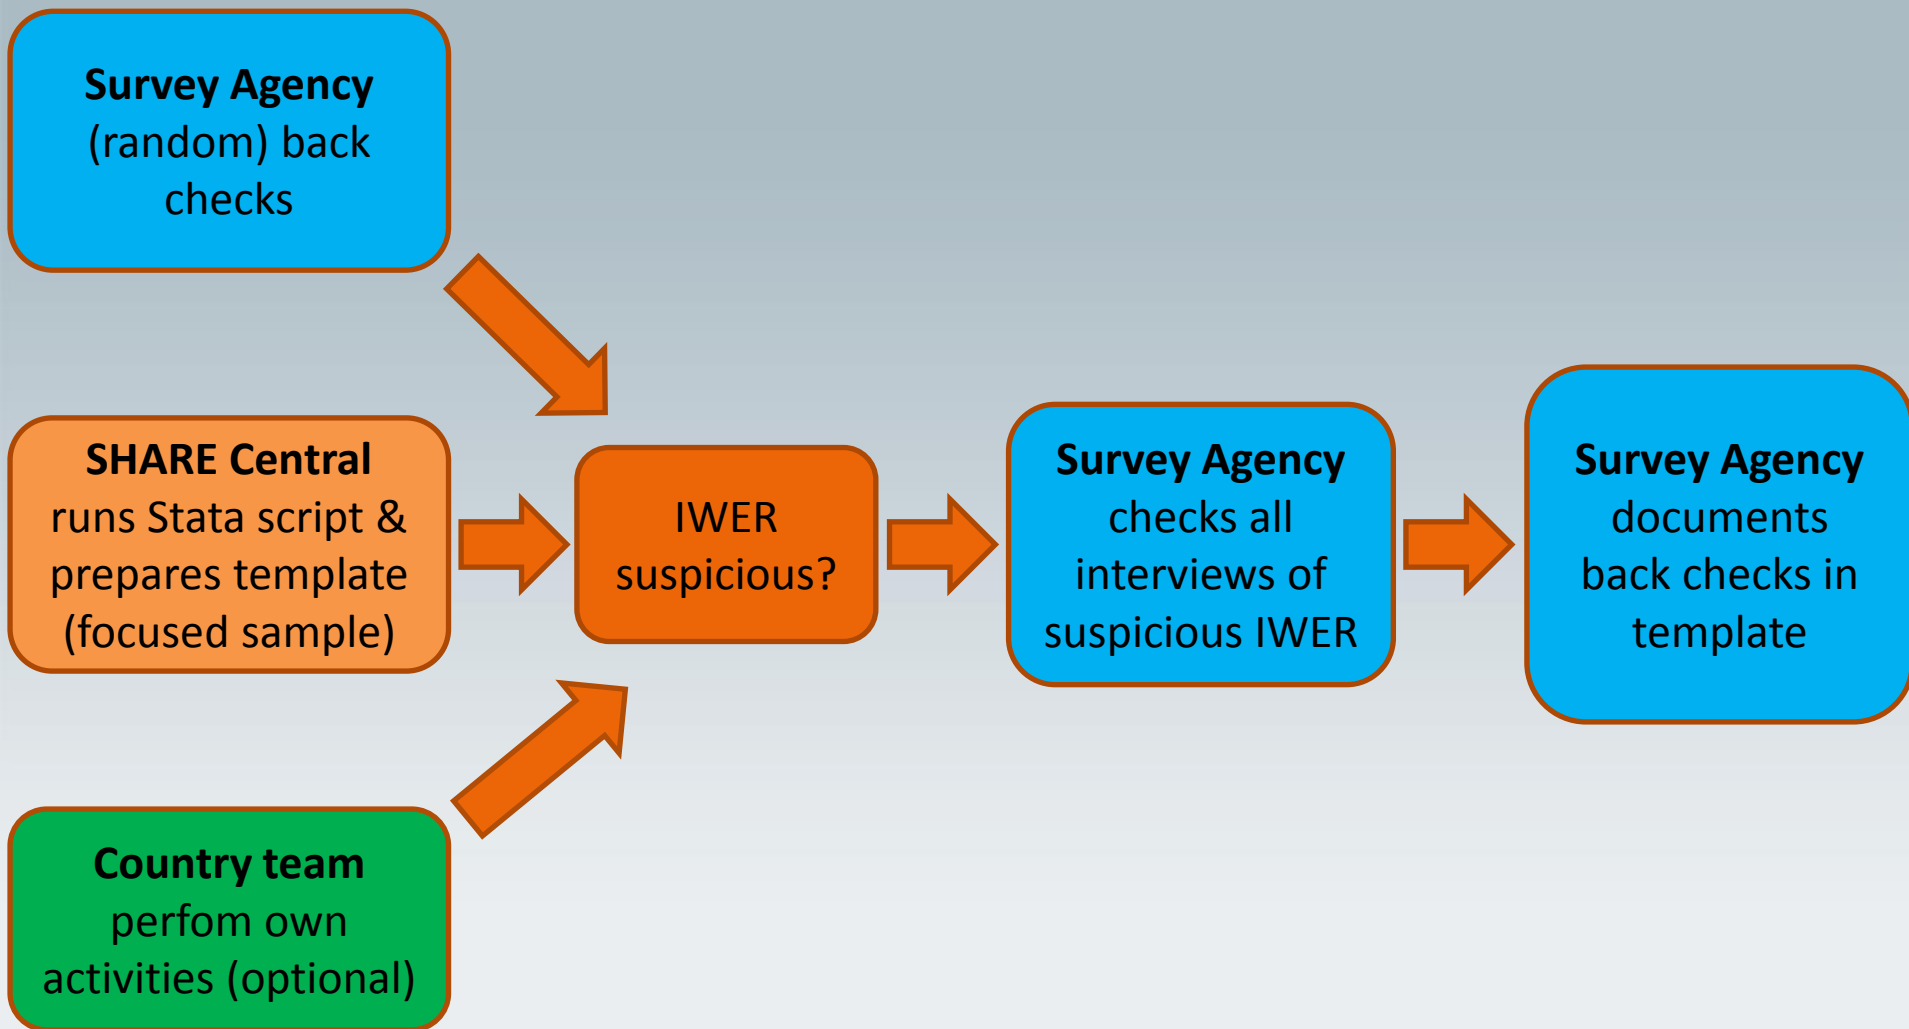 Survey Agency
(random) back
checks
SHARE Central
runs Stata script &
prepares template
(focused sample)
Country team
perfom own
activities (optional)
IWER
suspicious?
Survey Agency
checks all
interviews of
suspicious IWER
Survey Agency
documents
back checks in
template